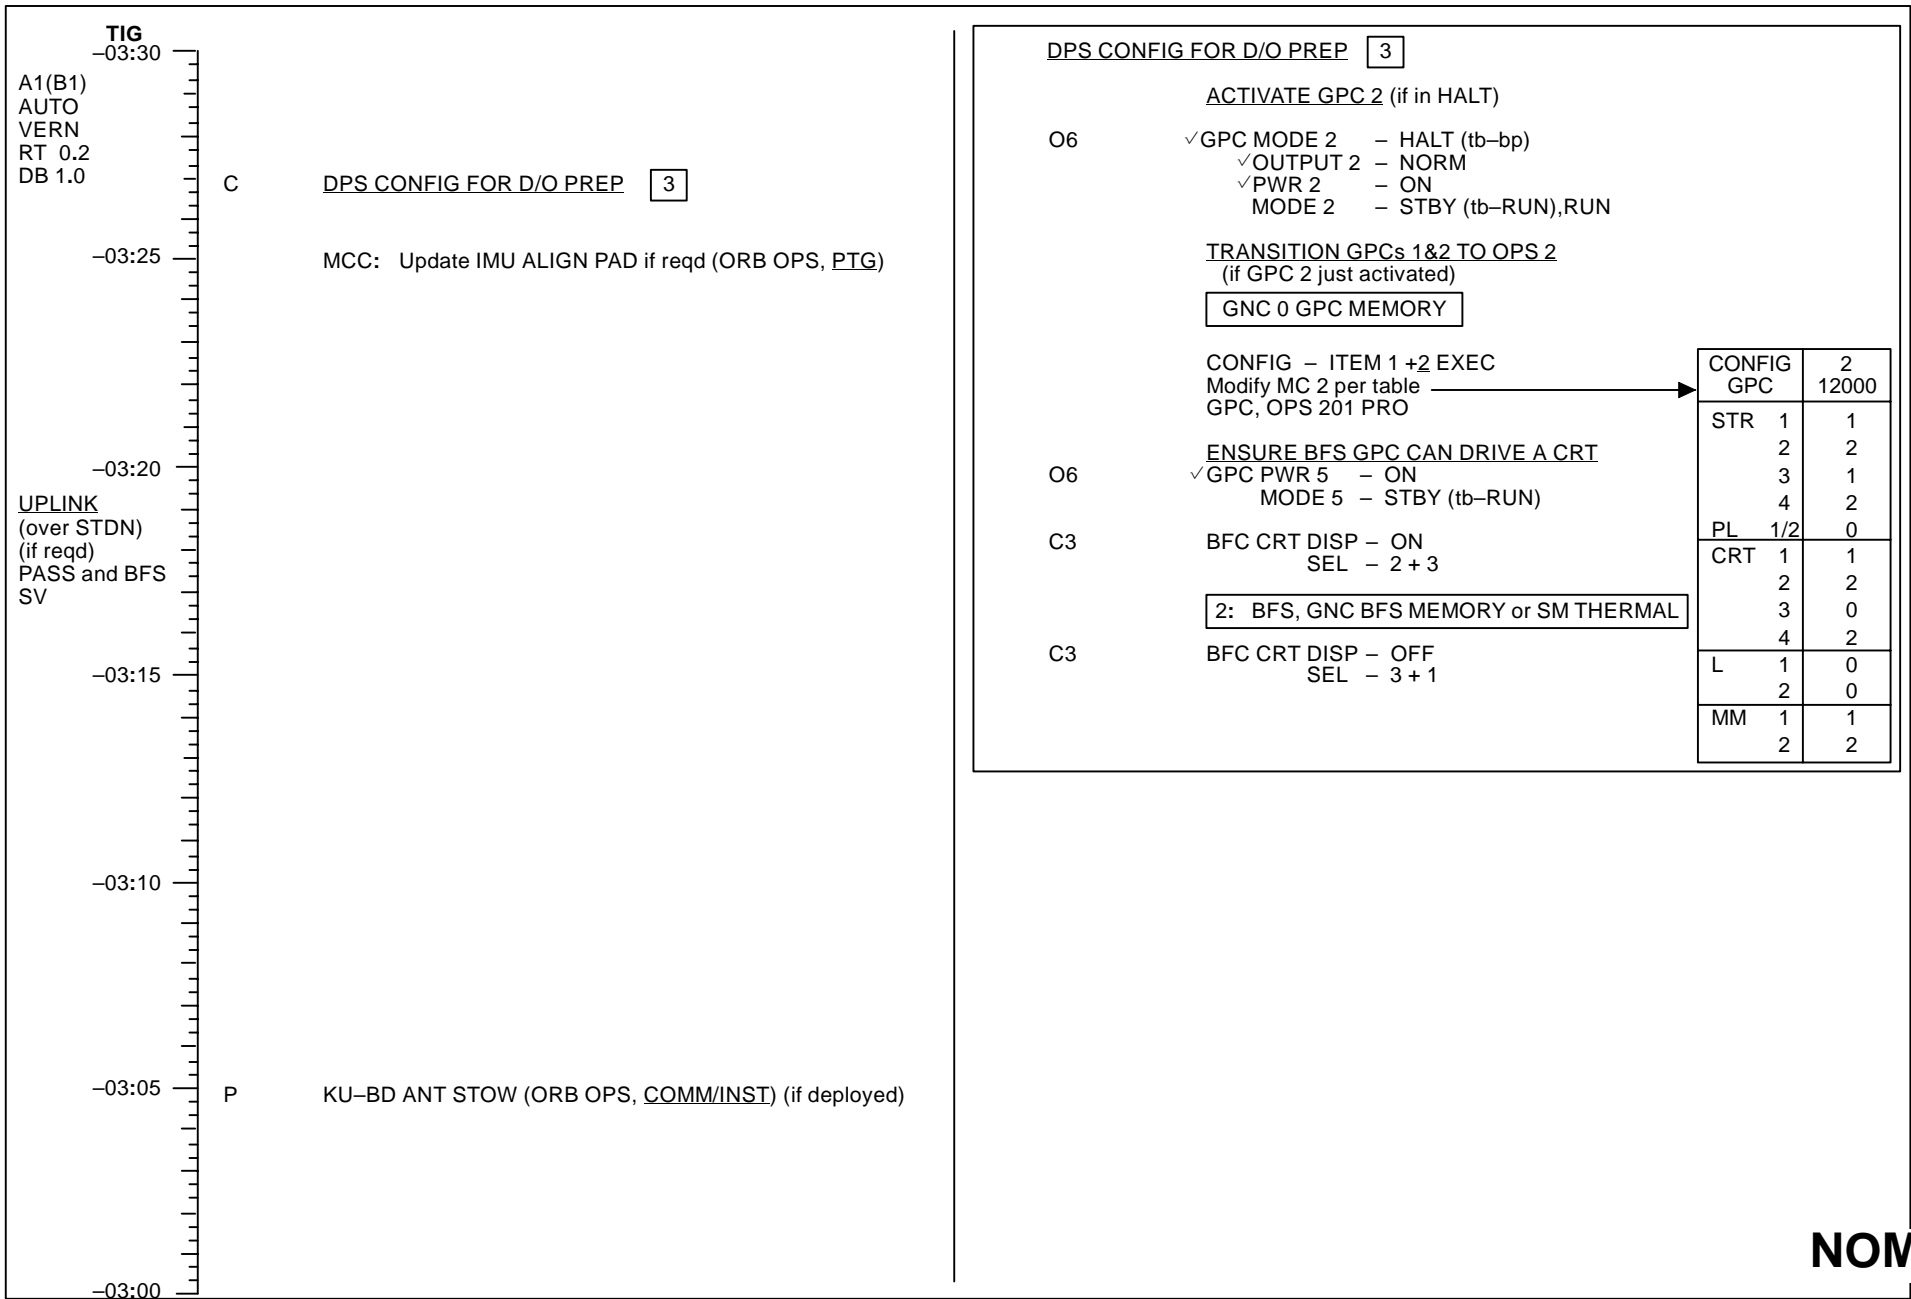 TIG
–03:30
A1(B1)
AUTO
VERN
RT 0.2
DB 1.0
C DPS CONFIG FOR D/O PREP 3
–03:25 MCC: Update IMU ALIGN PAD if reqd (ORB OPS, PTG)
–03:20
UPLINK
(over STDN)
(if reqd)
PASS and BFS
SV
–03:15
–03:10
–03:05 P KU–BD ANT STOW (ORB OPS, COMM/INST) (if deployed)
–03:00
DPS CONFIG FOR D/O PREP 3
ACTIVATE GPC 2 (if in HALT)
O6 √GPC MODE 2 – HALT (tb–bp)
√OUTPUT 2 – NORM
√PWR 2 – ON
MODE 2 – STBY (tb–RUN),RUN
TRANSITION GPCs 1&2 TO OPS 2
(if GPC 2 just activated)
GNC 0 GPC MEMORY
CONFIG – ITEM 1 +2 EXEC
Modify MC 2 per table
GPC, OPS 201 PRO
ENSURE BFS GPC CAN DRIVE A CRT
O6 √GPC PWR 5 – ON
MODE 5 – STBY (tb–RUN)
C3 BFC CRT DISP – ON
SEL – 2 + 3
2: BFS, GNC BFS MEMORY or SM THERMAL
C3 BFC CRT DISP – OFF
SEL – 3 + 1
CONFIG 2
GPC 12000
STR 1 1
2 2
3 1
4 2
PL 1/2 0
CRT 1 1
2 2
3 0
4 2
L 1 0
2 0
MM 1 1
2 2
NOM